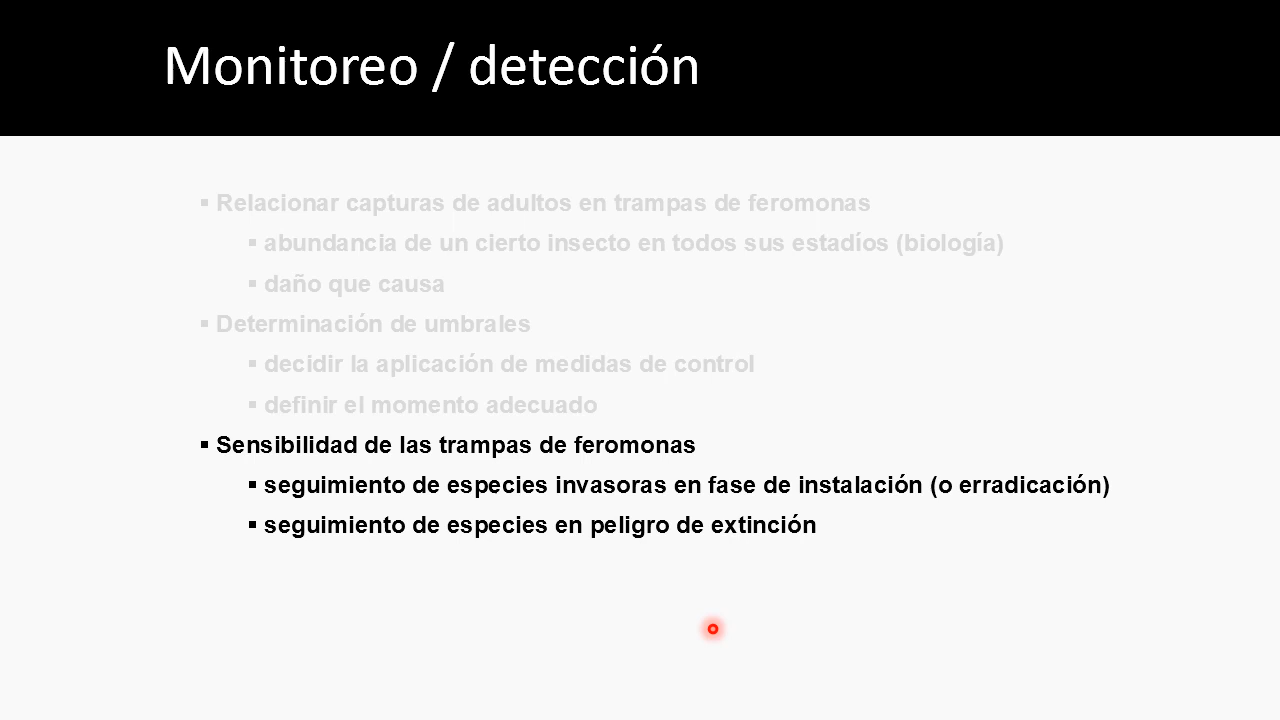 Monitoreo / detección
▪ Relacionar capturas de adultos en trampas de feromonas
▪ abundancia de un cierto insecto en todos sus estadíos (biología)
▪ daño que causa
▪ Determinación de umbrales
▪ decidir la aplicación de medidas de control
▪ definir el momento adecuado
▪ Sensibilidad de las trampas de feromonas
▪ seguimiento de especies invasoras en fase de instalación (o erradicación)
▪ seguimiento de especies en peligro de extinción